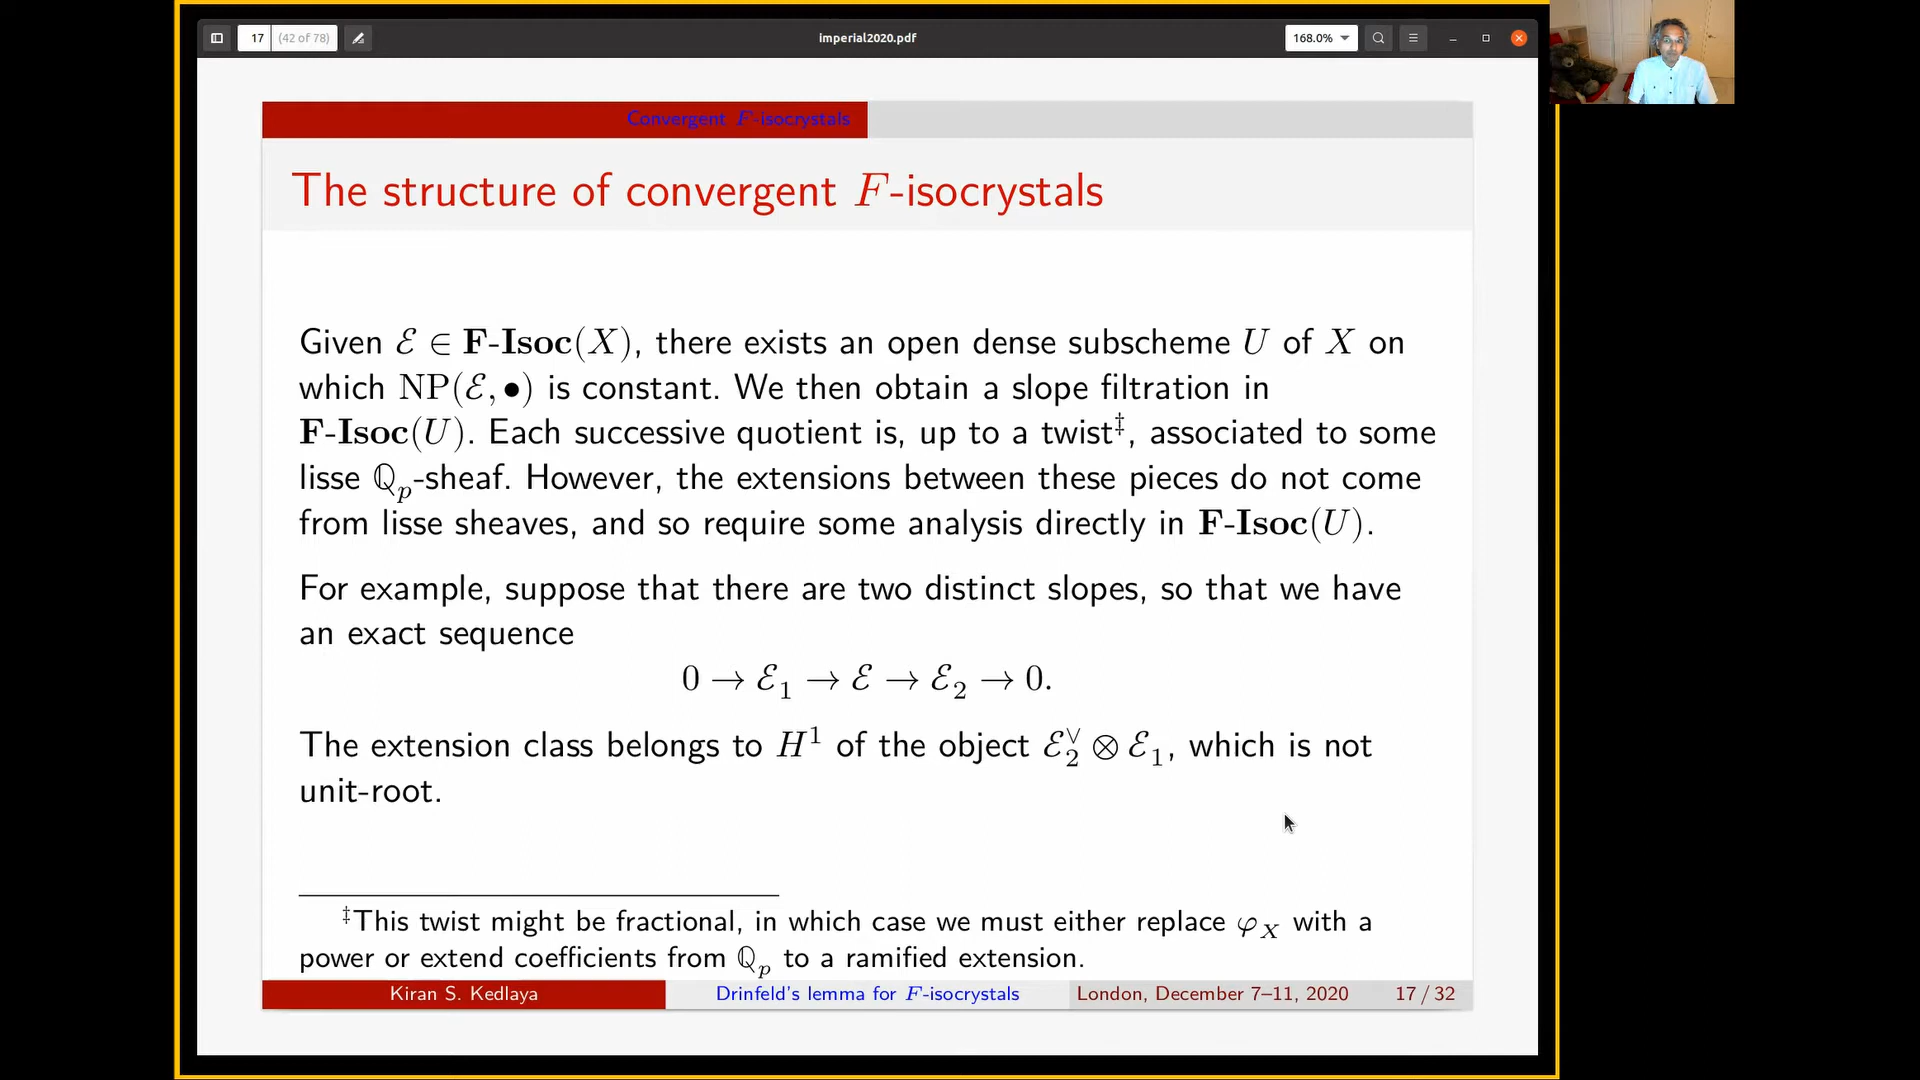 17 (42 of 78) imperial2020.pdf 168.0%
Convergent F-isocrystals
The structure of convergent F-isocrystals
Given ℰ ∈ F-Isoc(X), there exists an open dense subscheme U of X on
which NP(ℰ, •) is constant. We then obtain a slope filtration in
F-Isoc(U). Each successive quotient is, up to a twist‡, associated to some
lisse ℚₚ-sheaf. However, the extensions between these pieces do not come
from lisse sheaves, and so require some analysis directly in F-Isoc(U).
For example, suppose that there are two distinct slopes, so that we have
an exact sequence
0 → ℰ₁ → ℰ → ℰ₂ → 0.
The extension class belongs to H¹ of the object ℰ₂^∨ ⊗ ℰ₁, which is not
unit-root.
‡This twist might be fractional, in which case we must either replace φ_X with a
power or extend coefficients from ℚₚ to a ramified extension.
Kiran S. Kedlaya Drinfeld's lemma for F-isocrystals London, December 7–11, 2020 17 / 32